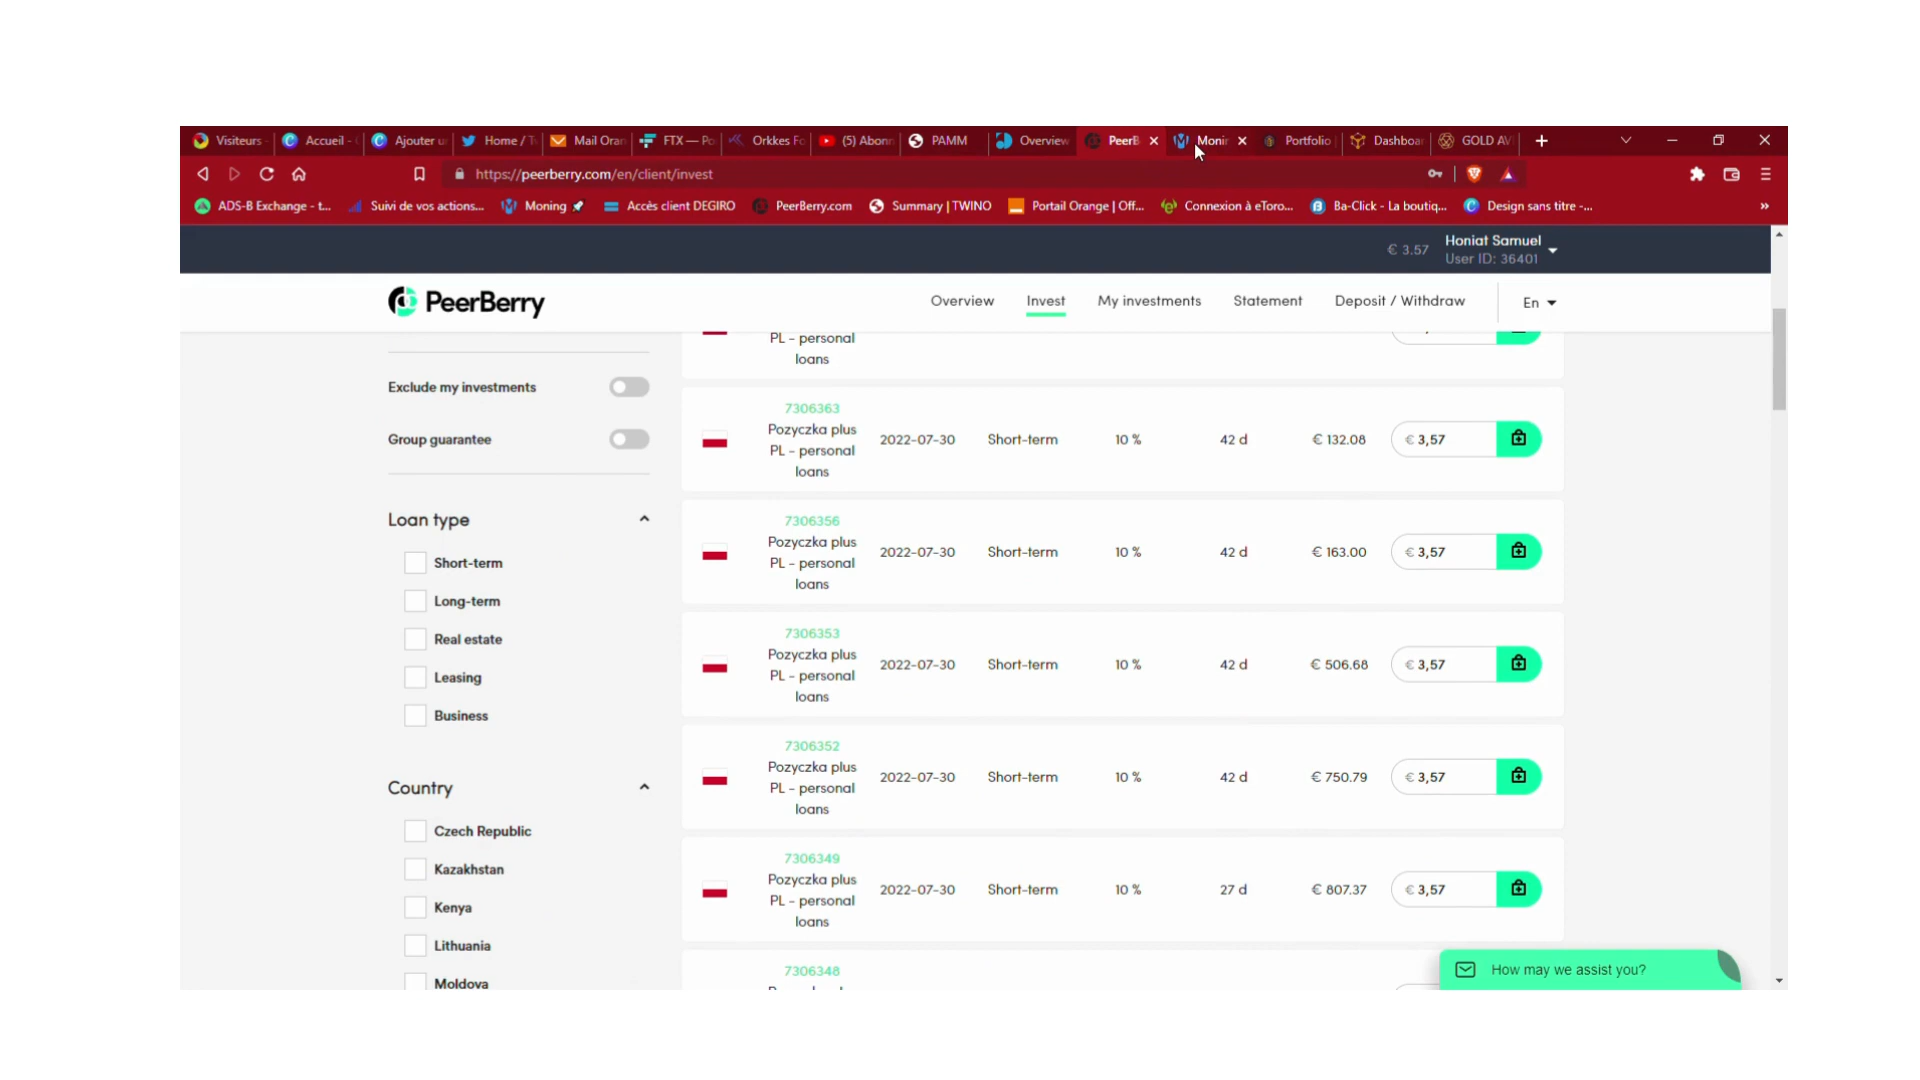 Visiteurs - Accueil - Ajouter u Home / T Mail Oran FTX — Po Orkkes Fo (5) Abonn PAMM Overview PeerB Monin Portfolio Dashboar GOLD AV
https://peerberry.com/en/client/invest
ADS-B Exchange - t... Suivi de vos actions... Moning Accès client DEGIRO PeerBerry.com Summary | TWINO Portail Orange | Off... Connexion à eToro... Ba-Click - La boutiq... Design sans titre -... »
€ 3.57 Honiat Samuel
User ID: 36401
PeerBerry Overview Invest My investments Statement Deposit / Withdraw En
PL - personal
loans
Exclude my investments
Group guarantee
Loan type
Short-term
Long-term
Real estate
Leasing
Business
Country
Czech Republic
Kazakhstan
Kenya
Lithuania
Moldova
7306363
Pozyczka plus
PL - personal
loans
2022-07-30 Short-term 10 % 42 d € 132.08 € 3,57
7306356
Pozyczka plus
PL - personal
loans
2022-07-30 Short-term 10 % 42 d € 163.00 € 3,57
7306353
Pozyczka plus
PL - personal
loans
2022-07-30 Short-term 10 % 42 d € 506.68 € 3,57
7306352
Pozyczka plus
PL - personal
loans
2022-07-30 Short-term 10 % 42 d € 750.79 € 3,57
7306349
Pozyczka plus
PL - personal
loans
2022-07-30 Short-term 10 % 27 d € 807.37 € 3,57
7306348
How may we assist you?